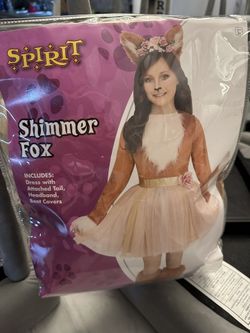 SPIRIT
Shimmer
Fox
INCLUDES:
Dress with
Attached Tail,
Headband,
Boot Covers